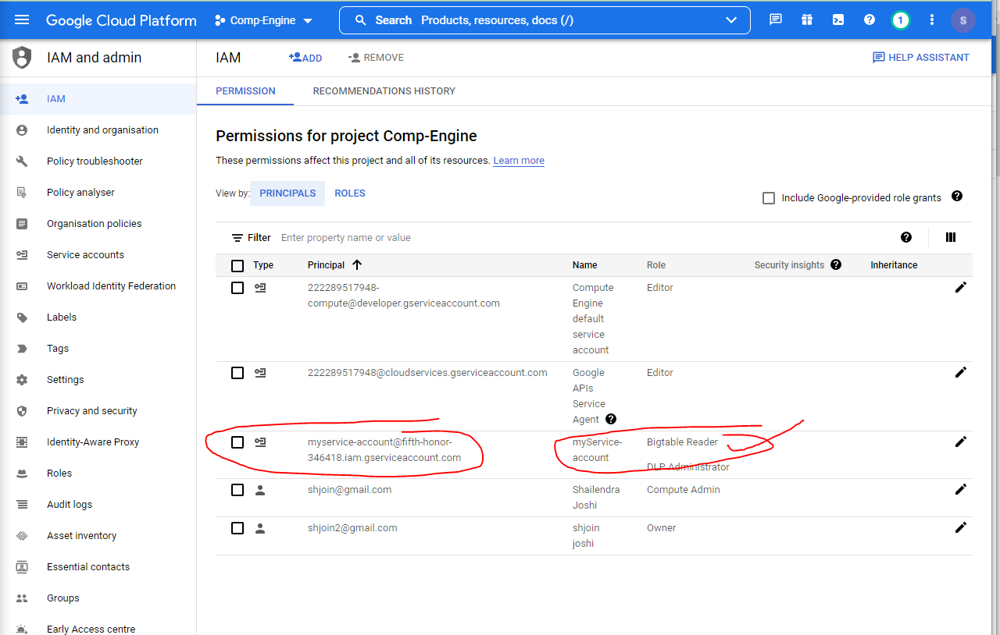 Google Cloud Platform
Comp-Engine
Search Products, resources, docs (/)
1
S
IAM and admin
IAM
ADD
REMOVE
HELP ASSISTANT
IAM
Identity and organisation
Policy troubleshooter
Policy analyser
Organisation policies
Service accounts
Workload Identity Federation
Labels
Tags
Settings
Privacy and security
Identity-Aware Proxy
Roles
Audit logs
Asset inventory
Essential contacts
Groups
Early Access centre
PERMISSION
RECOMMENDATIONS HISTORY
Permissions for project Comp-Engine
These permissions affect this project and all of its resources. Learn more
View by: PRINCIPALS ROLES
Include Google-provided role grants
Filter Enter property name or value
Type Principal Name Role Security insights Inheritance
222289517948-
compute@developer.gserviceaccount.com
Compute
Engine
default
service
account
Editor
222289517948@cloudservices.gserviceaccount.com
Google
APIs
Service
Agent
Editor
myservice-account@fifth-honor-
346418.iam.gserviceaccount.com
myService-
account
Bigtable Reader
DLP Administrator
shjoin@gmail.com
Shailendra
Joshi
Compute Admin
shjoin2@gmail.com
shjoin
joshi
Owner